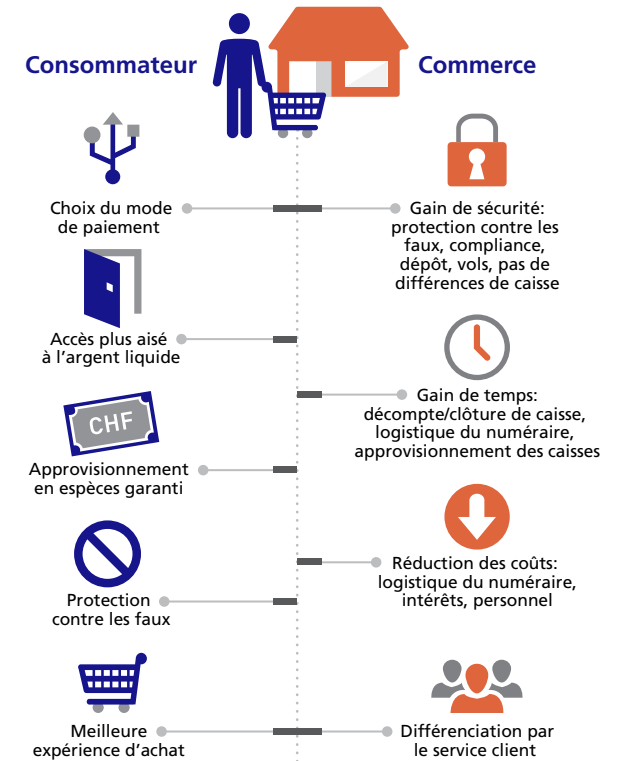 Consommateur
Commerce
Choix du mode
de paiement
Gain de sécurité:
protection contre les
faux, compliance,
dépôt, vols, pas de
différences de caisse
Accès plus aisé
à l'argent liquide
Gain de temps:
décompte/clôture de caisse,
logistique du numéraire,
approvisionnement des caisses
CHF
Approvisionnement
en espèces garanti
Réduction des coûts:
logistique du numéraire,
intérêts, personnel
Protection
contre les faux
Meilleure
expérience d'achat
Différenciation par
le service client